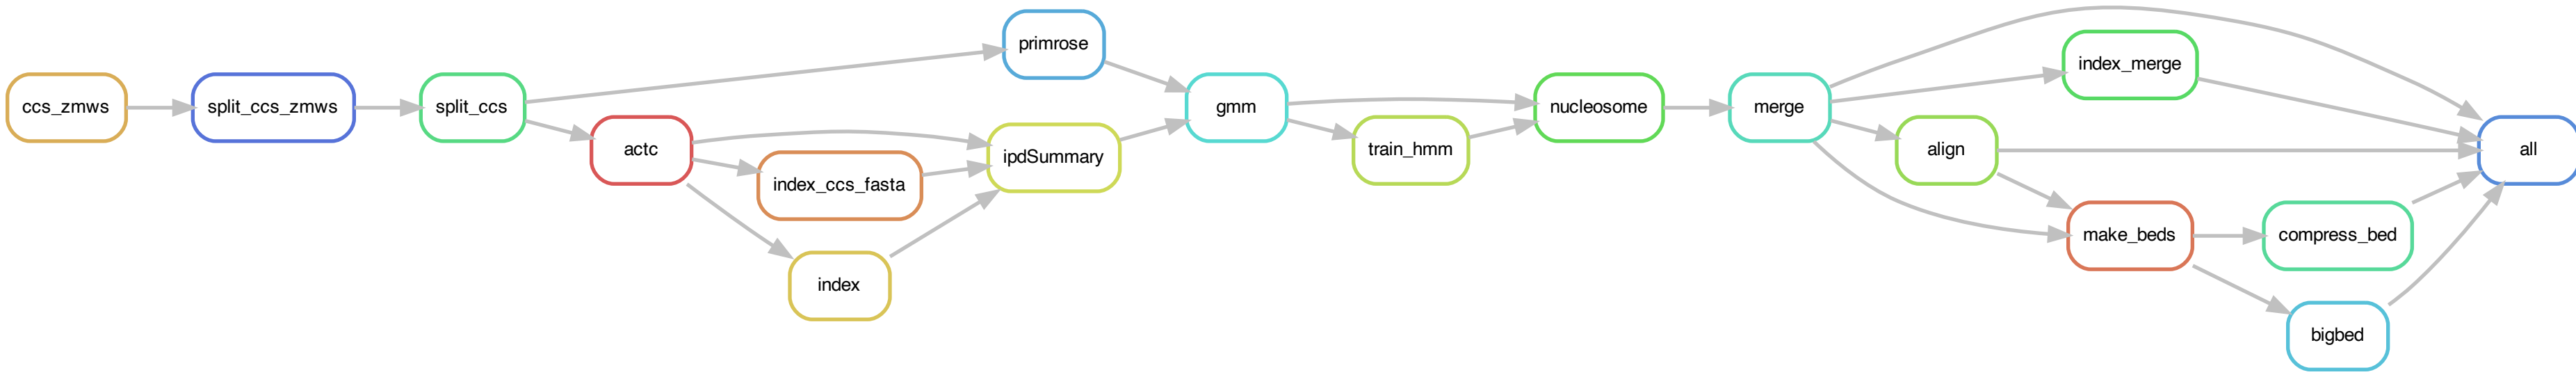 ccs_zmws
split_ccs_zmws
split_ccs
primrose
actc
index_ccs_fasta
index
ipdSummary
gmm
train_hmm
nucleosome
merge
index_merge
align
make_beds
compress_bed
bigbed
all